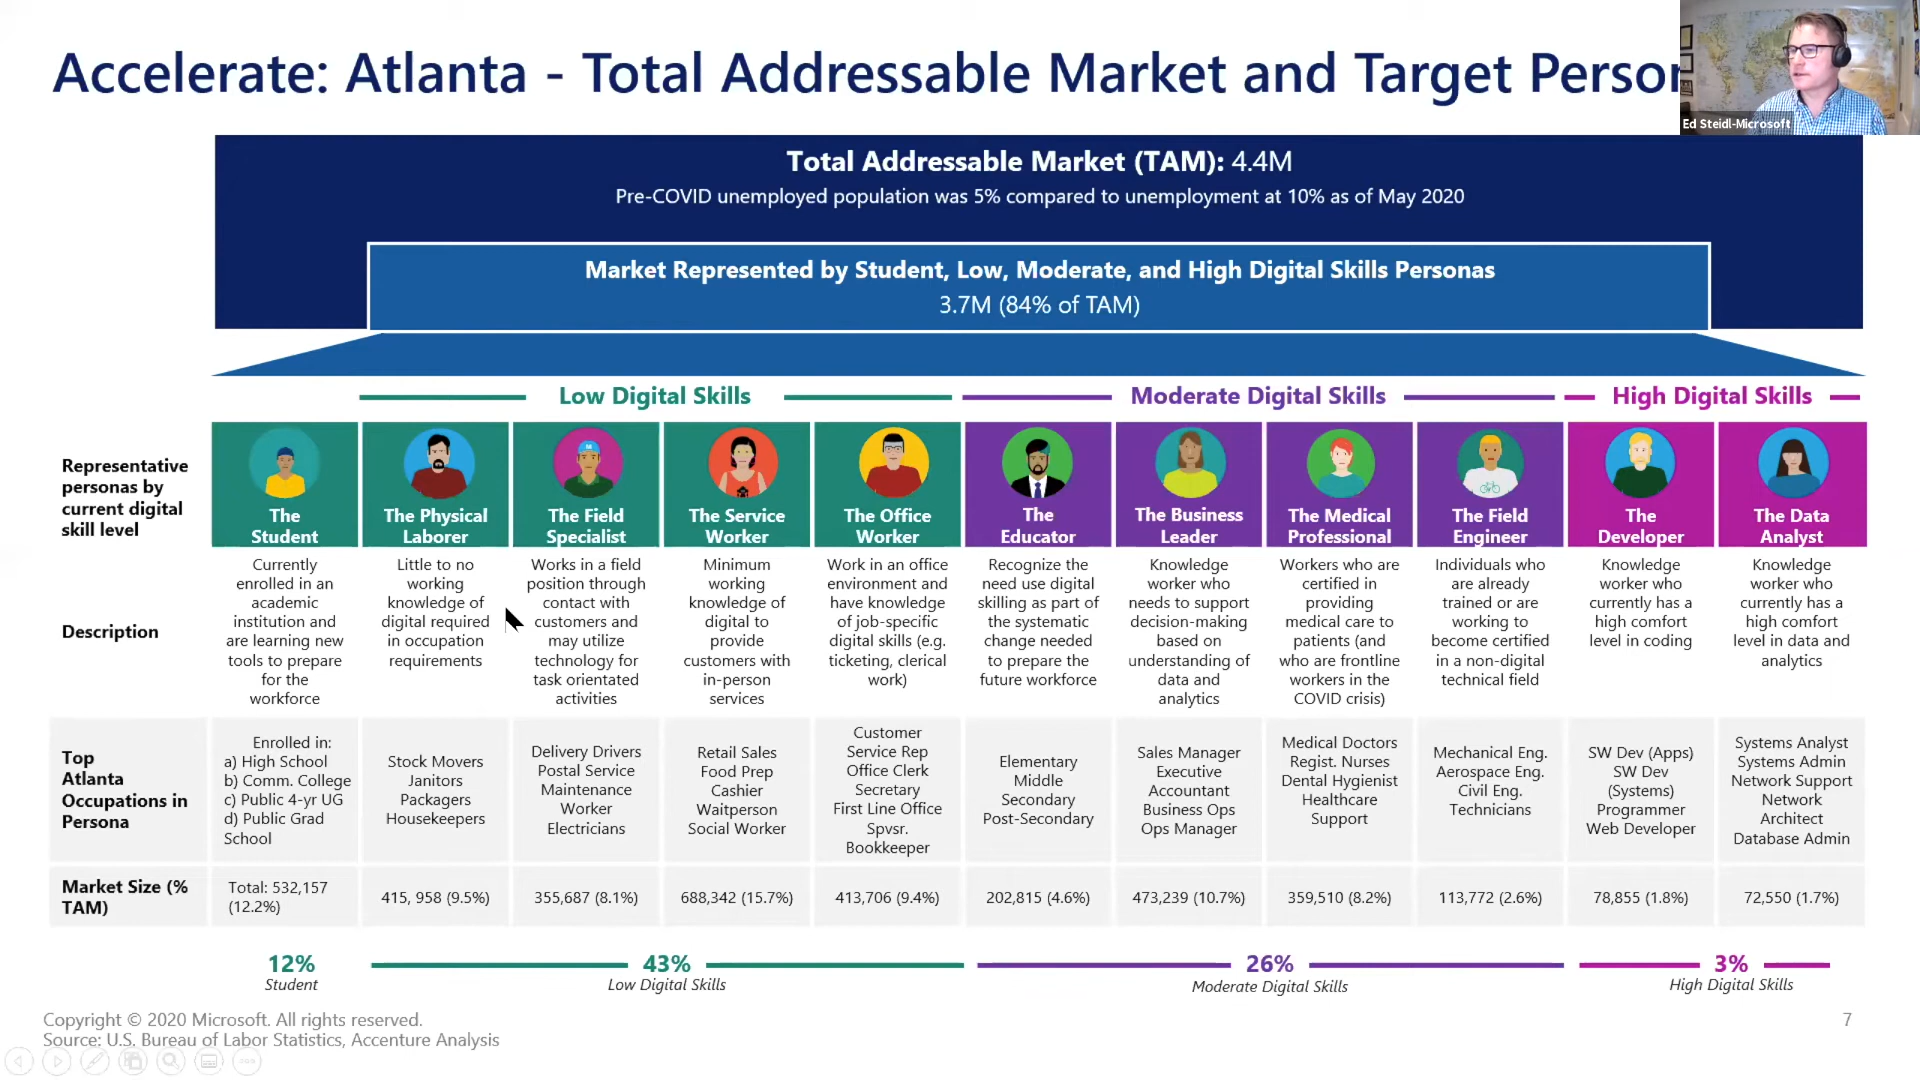 Accelerate: Atlanta - Total Addressable Market and Target Person
Ed Steidl-Microsoft
Total Addressable Market (TAM): 4.4M
Pre-COVID unemployed population was 5% compared to unemployment at 10% as of May 2020
Market Represented by Student, Low, Moderate, and High Digital Skills Personas
3.7M (84% of TAM)
Low Digital Skills
Moderate Digital Skills
High Digital Skills
Representative
personas by
current digital
skill level
The
Student
The Physical
Laborer
The Field
Specialist
The Service
Worker
The Office
Worker
The
Educator
The Business
Leader
The Medical
Professional
The Field
Engineer
The
Developer
The Data
Analyst
Description
Currently
enrolled in an
academic
institution and
are learning new
tools to prepare
for the
workforce
Little to no
working
knowledge of
digital required
in occupation
requirements
Works in a field
position through
contact with
customers and
may utilize
technology for
task orientated
activities
Minimum
working
knowledge of
digital to
provide
customers with
in-person
services
Work in an office
environment and
have knowledge
of job-specific
digital skills (e.g.
ticketing, clerical
work)
Recognize the
need use digital
skilling as part of
the systematic
change needed
to prepare the
future workforce
Knowledge
worker who
needs to support
decision-making
based on
understanding of
data and
analytics
Workers who are
certified in
providing
medical care to
patients (and
who are frontline
workers in the
COVID crisis)
Individuals who
are already
trained or are
working to
become certified
in a non-digital
technical field
Knowledge
worker who
currently has a
high comfort
level in coding
Knowledge
worker who
currently has a
high comfort
level in data and
analytics
Top
Atlanta
Occupations in
Persona
Enrolled in:
a) High School
b) Comm. College
c) Public 4-yr UG
d) Public Grad
School
Stock Movers
Janitors
Packagers
Housekeepers
Delivery Drivers
Postal Service
Maintenance
Worker
Electricians
Retail Sales
Food Prep
Cashier
Waitperson
Social Worker
Customer
Service Rep
Office Clerk
Secretary
First Line Office
Spvsr.
Bookkeeper
Elementary
Middle
Secondary
Post-Secondary
Sales Manager
Executive
Accountant
Business Ops
Ops Manager
Medical Doctors
Regist. Nurses
Dental Hygienist
Healthcare
Support
Mechanical Eng.
Aerospace Eng.
Civil Eng.
Technicians
SW Dev (Apps)
SW Dev
(Systems)
Programmer
Web Developer
Systems Analyst
Systems Admin
Network Support
Network
Architect
Database Admin
Market Size (%
TAM)
Total: 532,157
(12.2%)
415, 958 (9.5%)
355,687 (8.1%)
688,342 (15.7%)
413,706 (9.4%)
202,815 (4.6%)
473,239 (10.7%)
359,510 (8.2%)
113,772 (2.6%)
78,855 (1.8%)
72,550 (1.7%)
12%
Student
43%
Low Digital Skills
26%
Moderate Digital Skills
3%
High Digital Skills
Copyright © 2020 Microsoft. All rights reserved.
Source: U.S. Bureau of Labor Statistics, Accenture Analysis
7